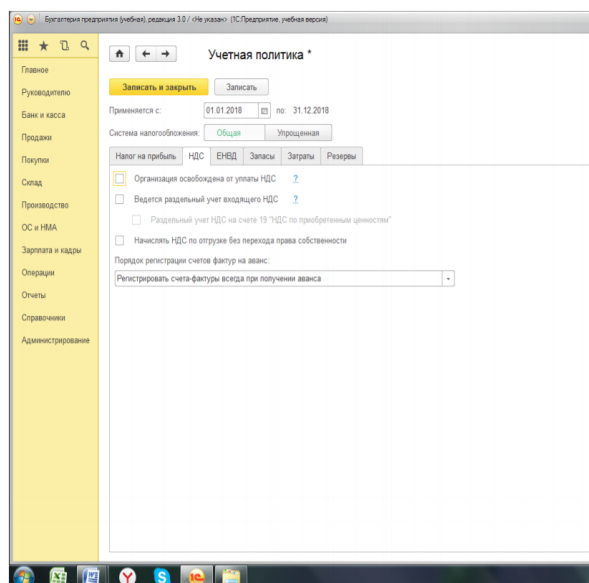 Бухгалтерия предприятия (учебная), редакция 3.0 / <Не указан> (1С:Предприятие, учебная версия)
Учетная политика *
Главное
Руководителю
Банк и касса
Продажи
Покупки
Склад
Производство
ОС и НМА
Зарплата и кадры
Операции
Отчеты
Справочники
Администрирование
Записать и закрыть Записать
Применяется с: 01.01.2018 по: 31.12.2018
Система налогообложения: Общая Упрощенная
Налог на прибыль НДС ЕНВД Запасы Затраты Резервы
Организация освобождена от уплаты НДС ?
Ведется раздельный учет входящего НДС ?
Раздельный учет НДС на счете 19 "НДС по приобретенным ценностям"
Начислять НДС по отгрузке без перехода права собственности
Порядок регистрации счетов фактур на аванс:
Регистрировать счета-фактуры всегда при получении аванса